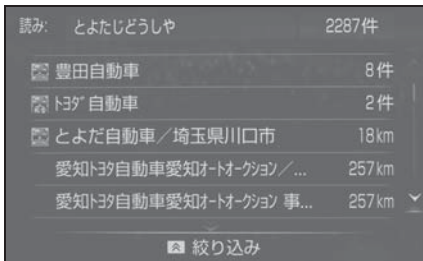 読み: とよたじどうしや 2287件
豊田自動車 8件
ﾄﾖﾀﾞ自動車 2件
とよだ自動車／埼玉県川口市 18km
愛知ﾄﾖﾀ自動車愛知ｵｰﾄｵｰｸｼｮﾝ／... 257km
愛知ﾄﾖﾀ自動車愛知ｵｰﾄｵｰｸｼｮﾝ 事... 257km
絞り込み